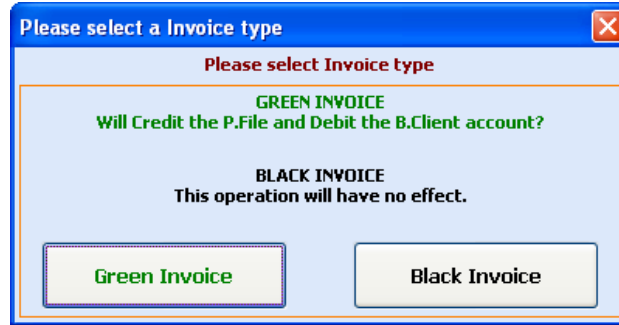 Please select a Invoice type
Please select Invoice type
GREEN INVOICE
Will Credit the P.File and Debit the B.Client account?
BLACK INVOICE
This operation will have no effect.
Green Invoice
Black Invoice